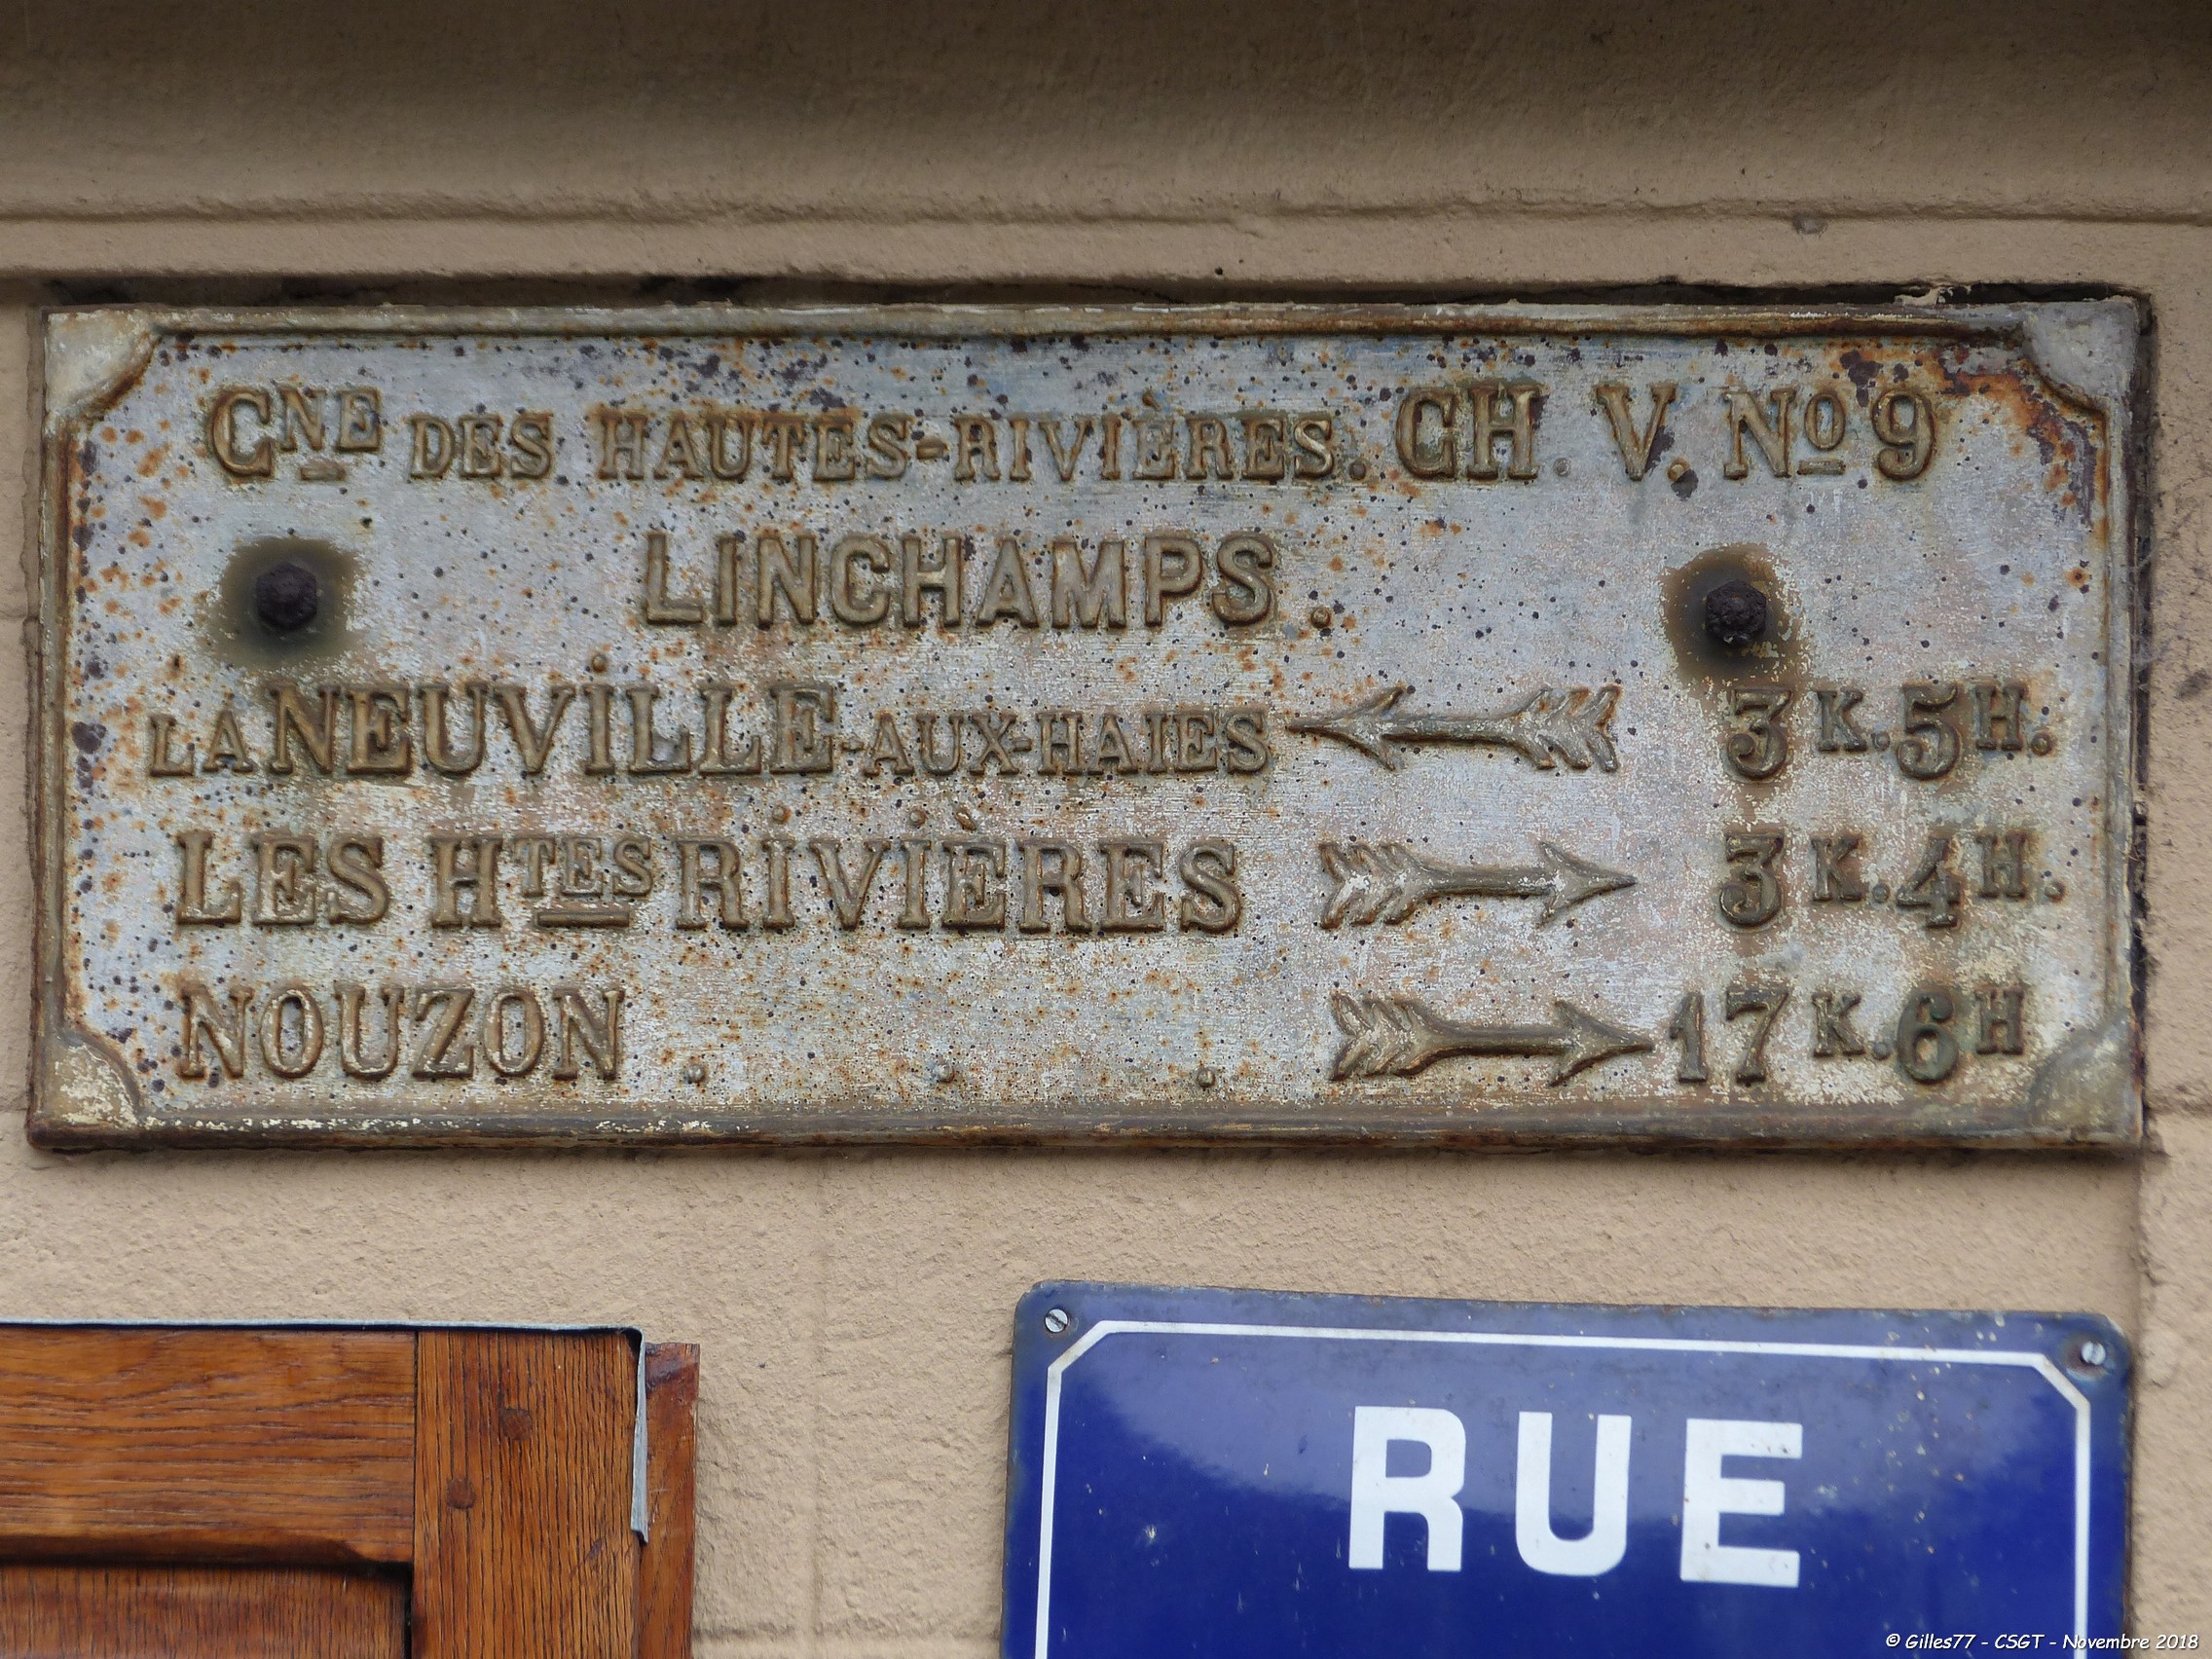 CNE DES HAUTES-RIVIÈRES. CH. V. No 9
LINCHAMPS.
LA NEUVILLE-AUX-HAIES 3 K. 5 H.
LES HTES RIVIÈRES 3 K. 4 H.
NOUZON 17 K. 6 H
RUE
© Gilles77 - CSGT - Novembre 2018